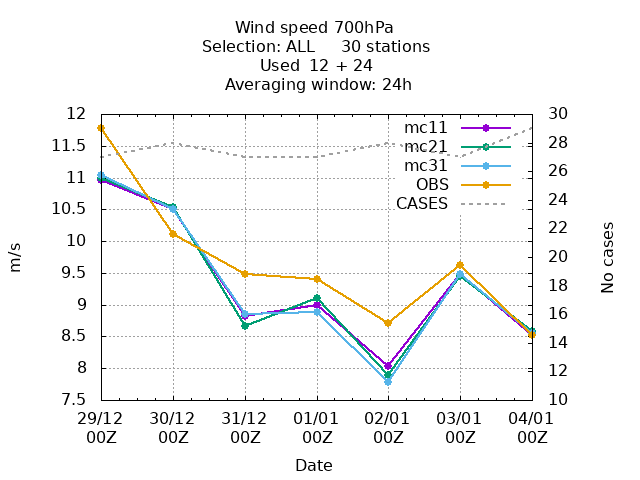 Wind speed 700hPa
Selection: ALL 30 stations
Used 12 + 24
Averaging window: 24h
12 30
11.5 28
11 26
10.5 24
10 22
9.5 20
9 18
8.5 16
8 14
7.5 12
10
m/s
No cases
mc11
mc21
mc31
OBS
CASES
29/12 30/12 31/12 01/01 02/01 03/01 04/01
00Z 00Z 00Z 00Z 00Z 00Z 00Z
Date